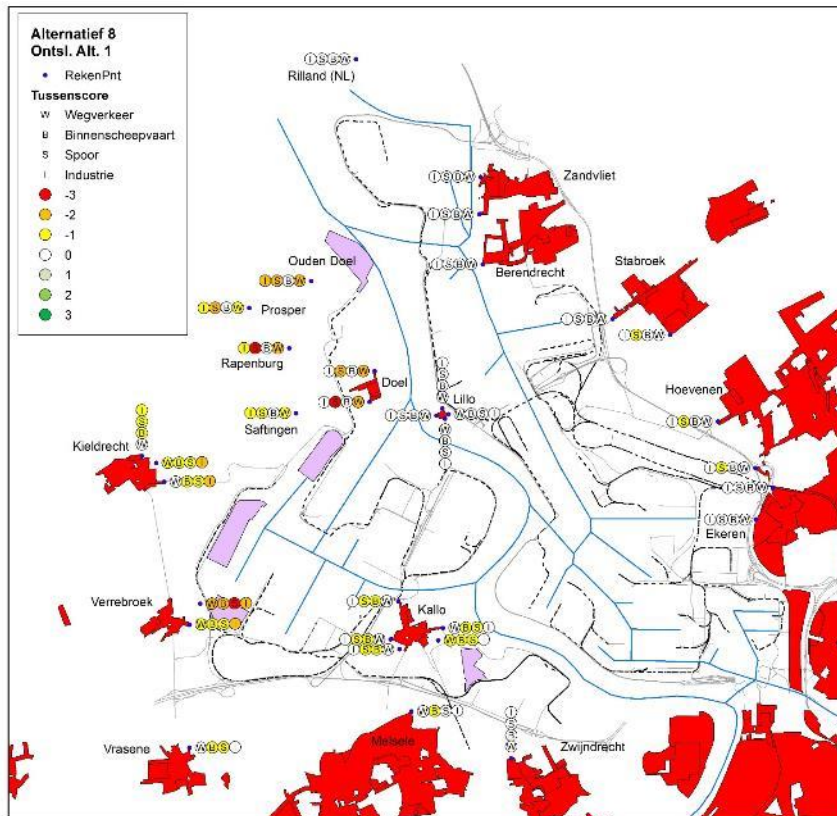 Alternatief 8
Ontsl. Alt. 1
RekenPnt
Tussenscore
W Wegverkeer
B Binnenscheepvaart
S Spoor
I Industrie
-3
-2
-1
0
1
2
3
I S B W
Rilland (NL)
I S B W
Zandvliet
I S B W
I S B W
Berendrecht
Stabroek
I S B W
I S B W
Ouden Doel
I S B W
I S B W
Prosper
I S B W
Rapenburg
I S B W
Doel
I S B W
I S B W
Saftingen
I S B W
Lillo
I S B W
W B S I
W B S I
Hoevenen
I S B W
I S B W
I S B W
I S B W
Ekeren
I S B W
Kieldrecht
W B S I
W B S I
Verrebroek
W B S I
W B S I
I S B W
Kallo
W B S I
W B S
I S B W
I S B W
W B S I
Melsele
I S B W
Zwijndrecht
Vrasene
W B S